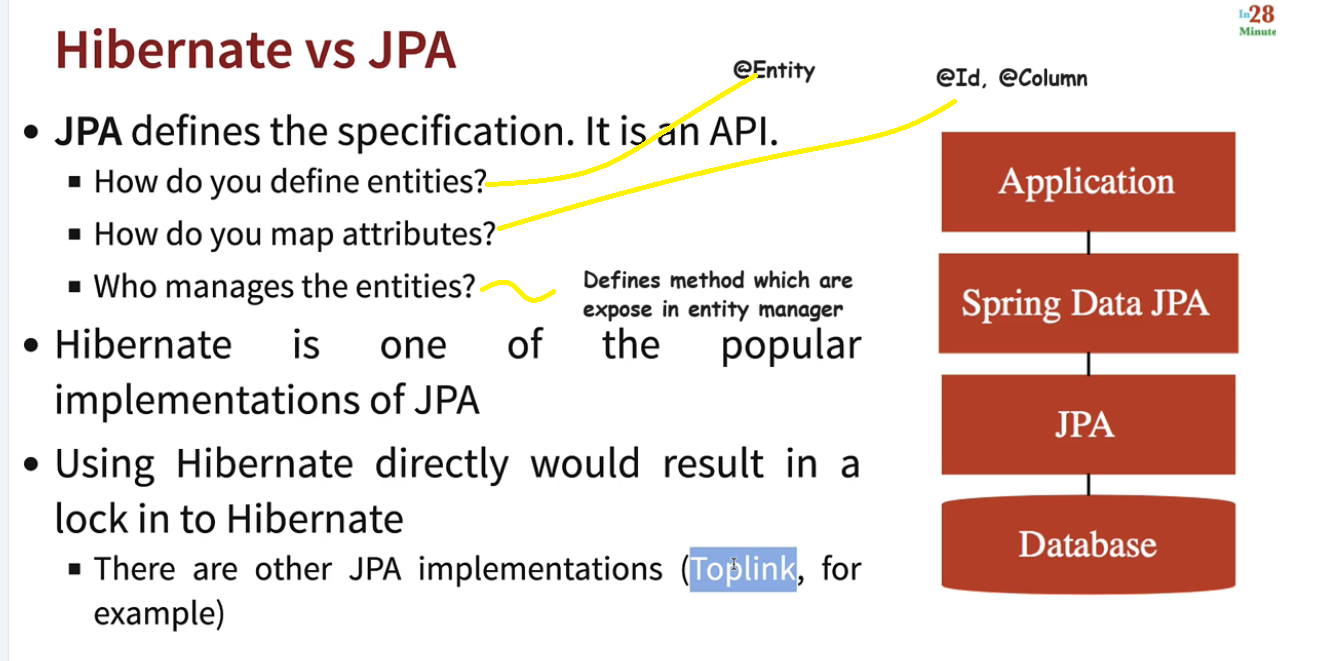 In28
Minute
Hibernate vs JPA
@Entity
@Id, @Column
• JPA defines the specification. It is an API.
▪ How do you define entities?
▪ How do you map attributes?
▪ Who manages the entities?
Defines method which are
expose in entity manager
• Hibernate is one of the popular
implementations of JPA
• Using Hibernate directly would result in a
lock in to Hibernate
▪ There are other JPA implementations (Toplink, for
example)
Application
Spring Data JPA
JPA
Database